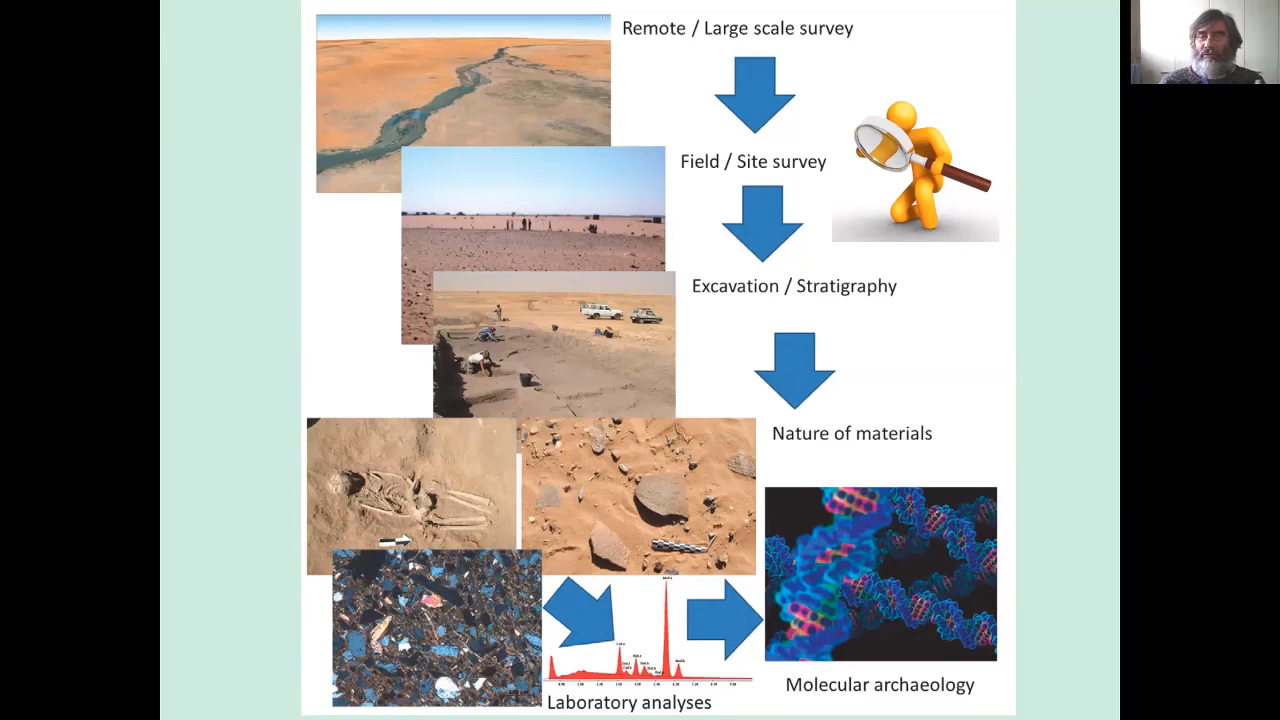 Remote / Large scale survey
Field / Site survey
Excavation / Stratigraphy
Nature of materials
Laboratory analyses
Molecular archaeology